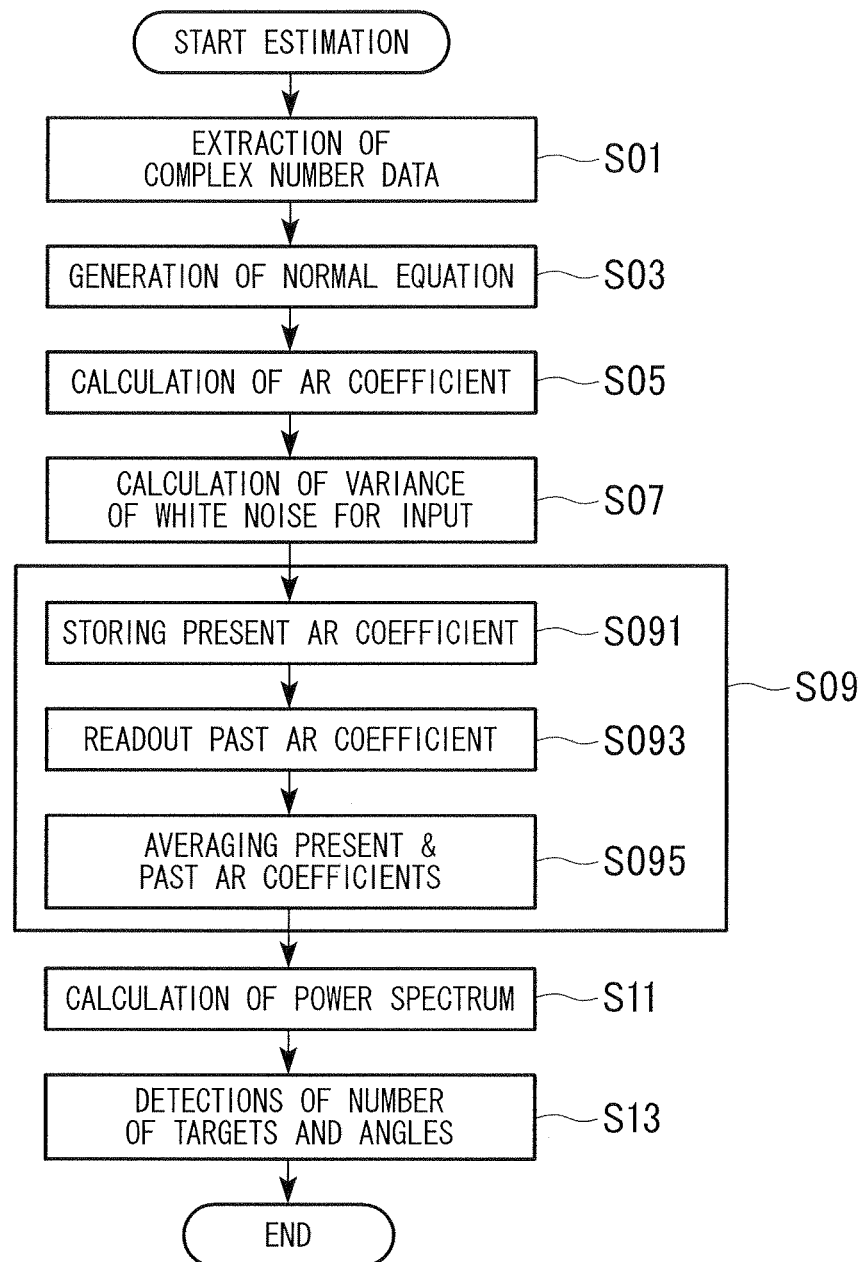 START ESTIMATION
EXTRACTION OF
COMPLEX NUMBER DATA
S01
GENERATION OF NORMAL EQUATION
S03
CALCULATION OF AR COEFFICIENT
S05
CALCULATION OF VARIANCE
OF WHITE NOISE FOR INPUT
S07
STORING PRESENT AR COEFFICIENT
S091
S09
READOUT PAST AR COEFFICIENT
S093
AVERAGING PRESENT &
PAST AR COEFFICIENTS
S095
CALCULATION OF POWER SPECTRUM
S11
DETECTIONS OF NUMBER
OF TARGETS AND ANGLES
S13
END